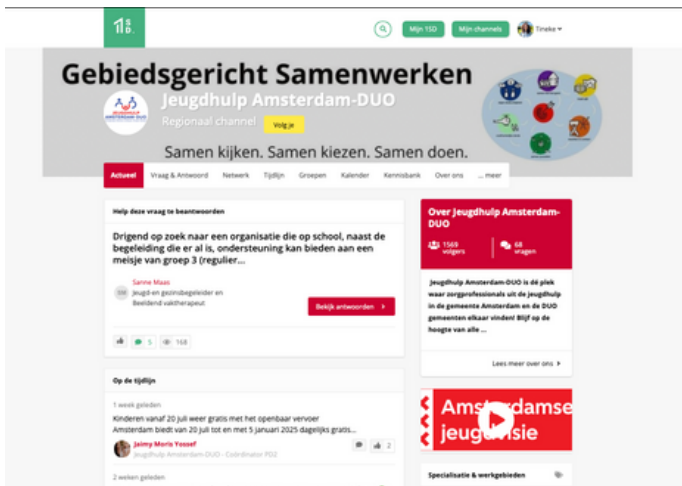 1SD.
Mijn 1SD
Mijn channels
Tineke
Gebiedsgericht Samenwerken
Jeugdhulp Amsterdam-DUO
Regionaal channel
Volg je
Samen kijken. Samen kiezen. Samen doen.
JEUGDHULP
AMSTERDAM-DUO
Actueel
Vraag & Antwoord
Netwerk
Tijdlijn
Groepen
Kalender
Kennisbank
Over ons
... meer
Help deze vraag te beantwoorden
Drigend op zoek naar een organisatie die op school, naast de
begeleiding die er al is, ondersteuning kan bieden aan een
meisje van groep 3 (regulier...
SM
Sanne Maas
Jeugd-en gezinsbegeleider en
Beeldend vaktherapeut
Bekijk antwoorden
5
168
Op de tijdlijn
1 week geleden
Kinderen vanaf 20 juli weer gratis met het openbaar vervoer
Amsterdam biedt van 20 juli tot en met 5 januari 2025 dagelijks gratis...
Jaimy Moris Yossef
Jeugdhulp Amsterdam-DUO - Coördinator PD2
2
2 weken geleden
Over Jeugdhulp Amsterdam-
DUO
1569
volgers
68
vragen
Jeugdhulp Amsterdam-DUO is dé plek
waar zorgprofessionals uit de jeugdhulp
in de gemeente Amsterdam en de DUO
gemeenten elkaar vinden! Blijf op de
hoogte van alle ...
Lees meer over ons
Amsterdamse
Specialisatie & werkgebieden